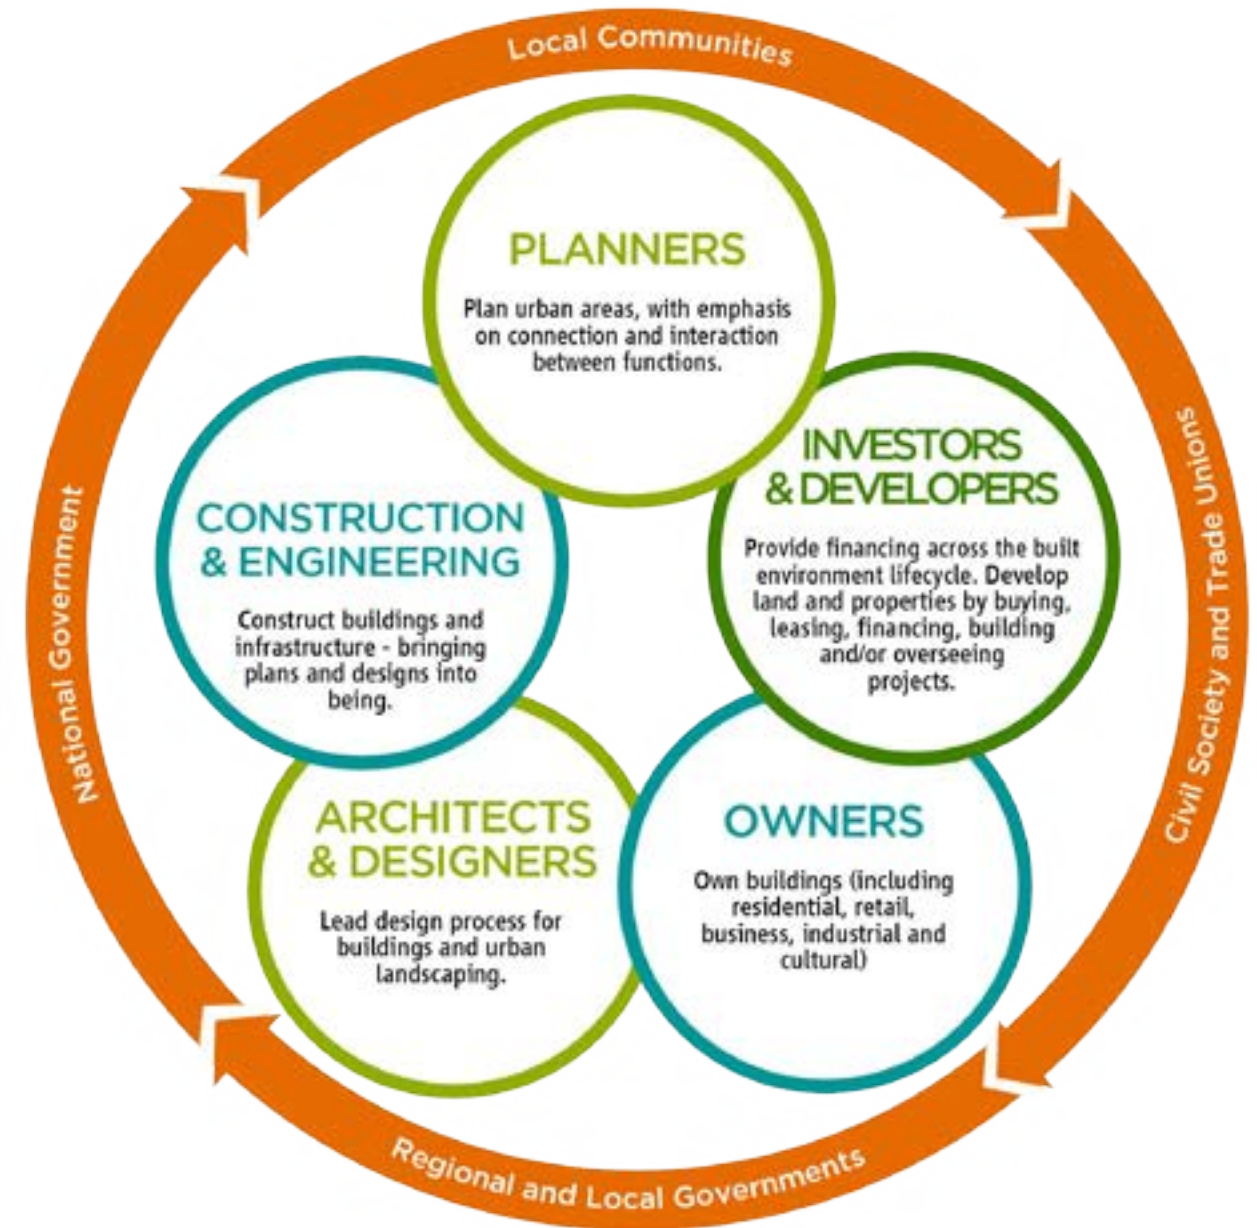 Local Communities
PLANNERS
Plan urban areas, with emphasis
on connection and interaction
between functions.
INVESTORS
& DEVELOPERS
Provide financing across the built
environment lifecycle. Develop
land and properties by buying,
leasing, financing, building
and/or overseeing
projects.
CONSTRUCTION
& ENGINEERING
Construct buildings and
infrastructure - bringing
plans and designs into
being.
ARCHITECTS
& DESIGNERS
Lead design process for
buildings and urban
landscaping.
OWNERS
Own buildings (including
residential, retail,
business, industrial and
cultural)
Civil Society and Trade Unions
Regional and Local Governments
National Government